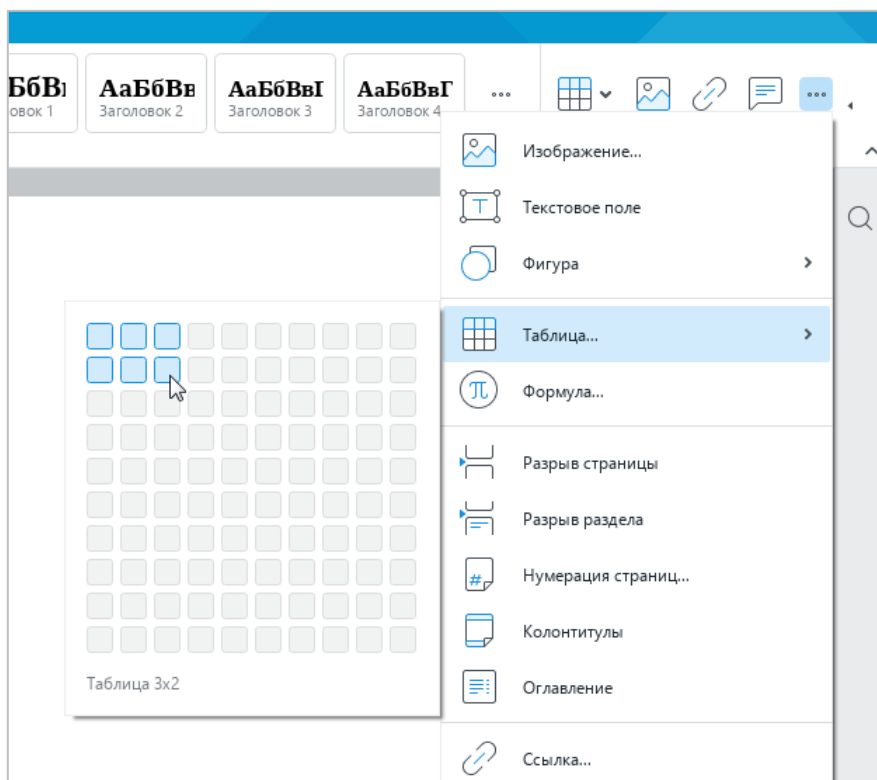 БбВ АаБбВв АаБбВвГ АаБбВвГ
овок 1 Заголовок 2 Заголовок 3 Заголовок 4
Изображение...
Текстовое поле
Фигура
Таблица...
Формула...
Разрыв страницы
Разрыв раздела
Нумерация страниц...
Колонтитулы
Оглавление
Таблица 3x2
Ссылка...